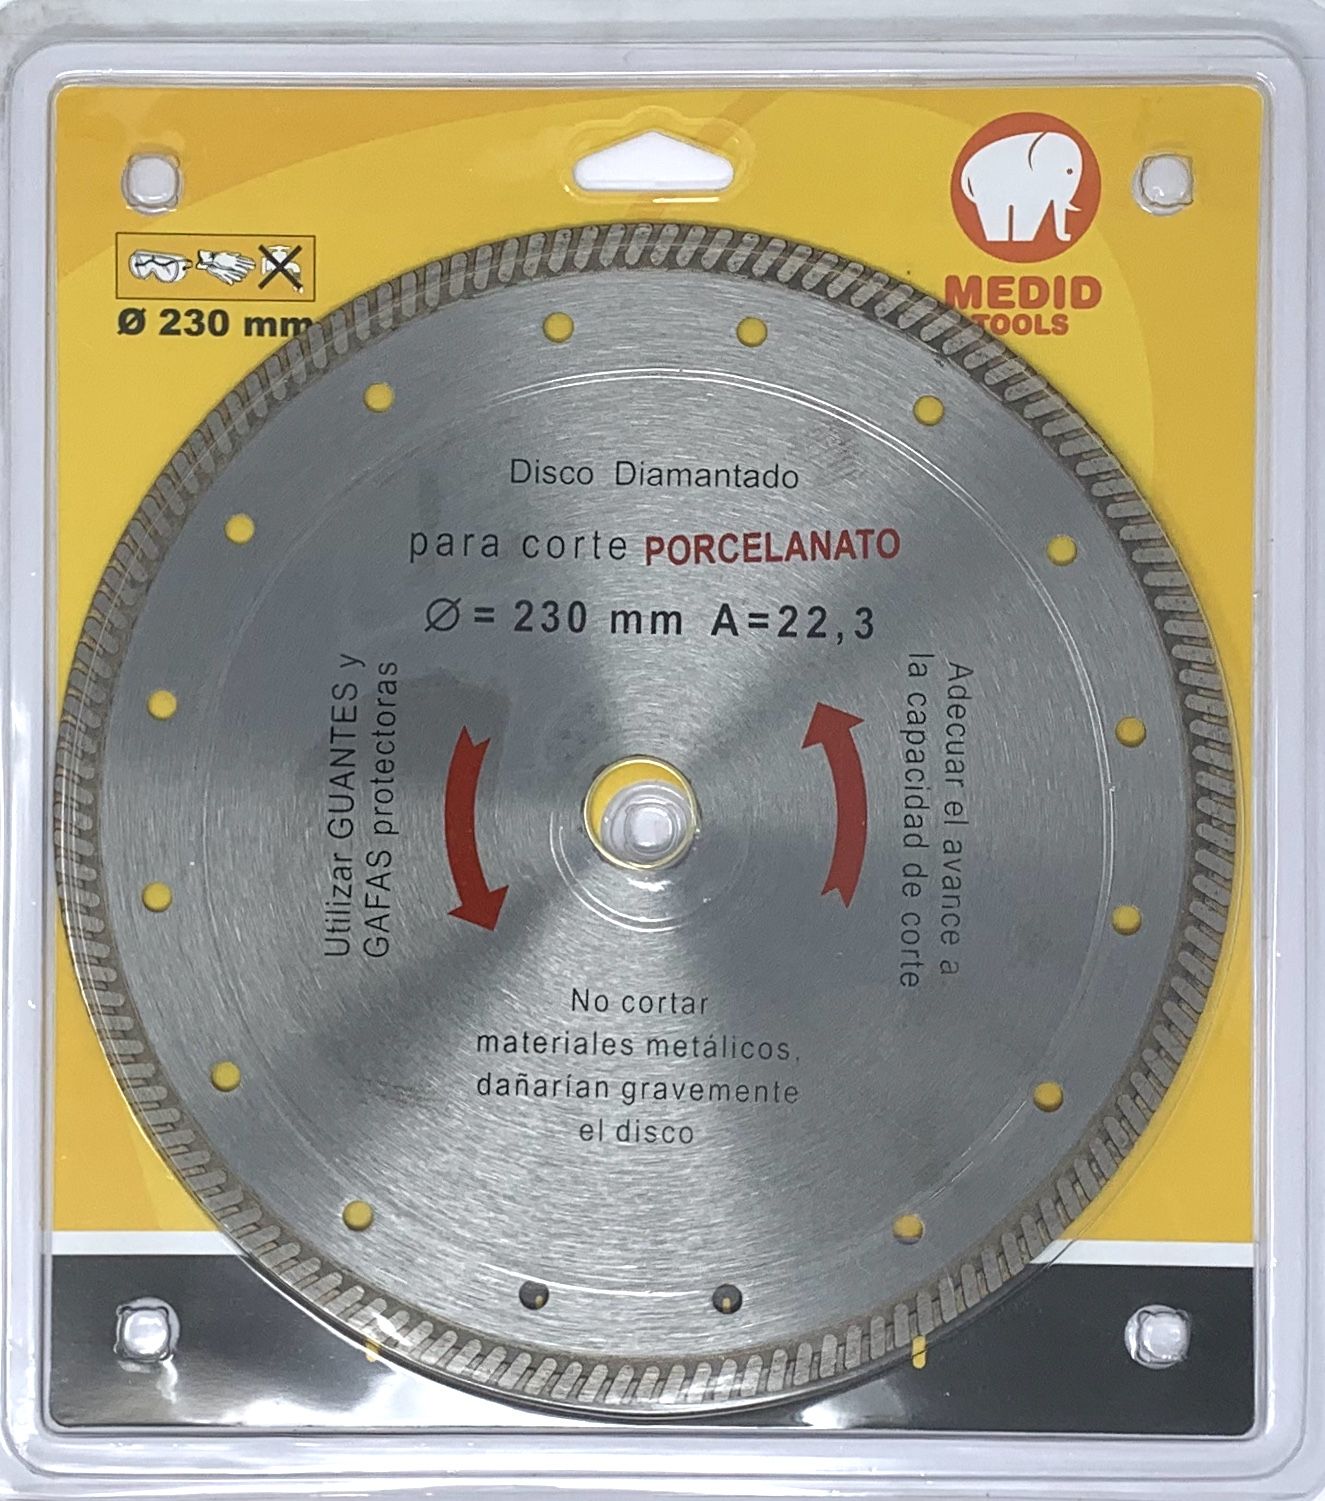 MEDID
TOOLS
Ø 230 mm
Disco Diamantado
para corte PORCELANATO
Ø = 230 mm A=22,3
Utilizar GUANTES y
GAFAS protectoras
Adecuar el avance a
la capacidad de corte
No cortar
materiales metálicos,
dañarían gravemente
el disco